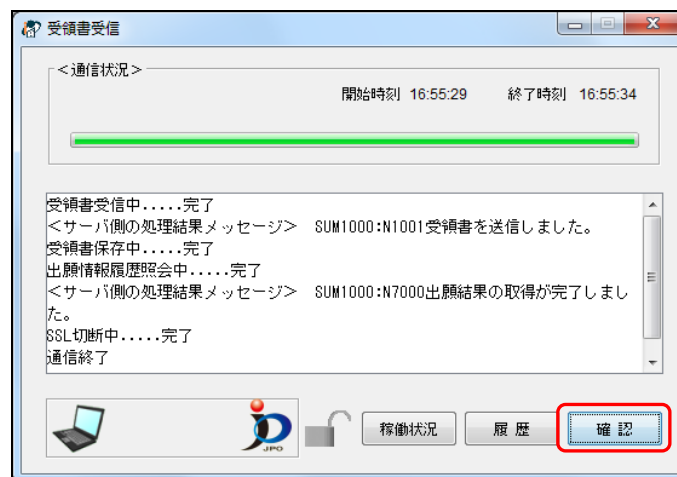 受領書受信
＜通信状況＞
開始時刻 16:55:29 終了時刻 16:55:34
受領書受信中.....完了
＜サーバ側の処理結果メッセージ＞ SUM1000:N1001受領書を送信しました。
受領書保存中.....完了
出願情報履歴照会中.....完了
＜サーバ側の処理結果メッセージ＞ SUM1000:N7000出願結果の取得が完了しまし
た。
SSL切断中.....完了
通信終了
JPO
稼働状況 履 歴 確 認